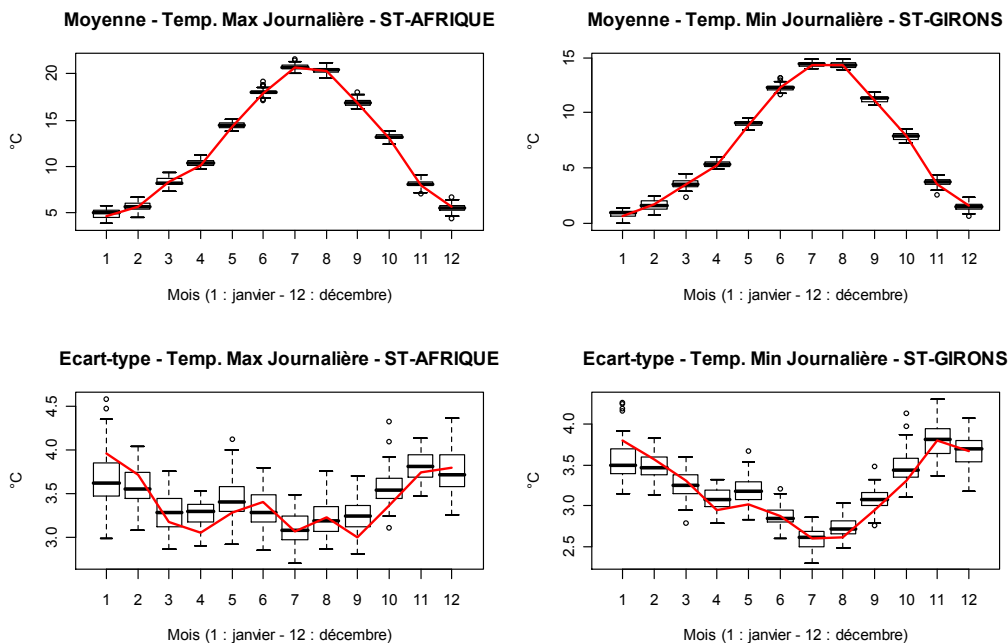 Moyenne - Temp. Max Journalière - ST-AFRIQUE
°C
20
15
10
5
1 2 3 4 5 6 7 8 9 10 11 12
Mois (1 : janvier - 12 : décembre)
Moyenne - Temp. Min Journalière - ST-GIRONS
°C
15
10
5
0
1 2 3 4 5 6 7 8 9 10 11 12
Mois (1 : janvier - 12 : décembre)
Ecart-type - Temp. Max Journalière - ST-AFRIQUE
°C
4.5
4.0
3.5
3.0
1 2 3 4 5 6 7 8 9 10 11 12
Mois (1 : janvier - 12 : décembre)
Ecart-type - Temp. Min Journalière - ST-GIRONS
°C
4.0
3.5
3.0
2.5
1 2 3 4 5 6 7 8 9 10 11 12
Mois (1 : janvier - 12 : décembre)